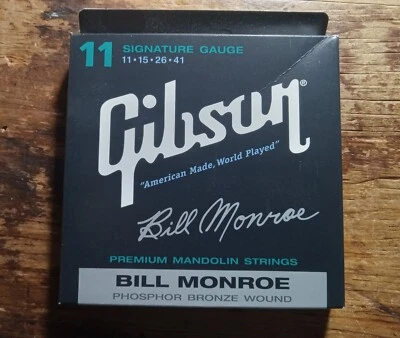 11 SIGNATURE GAUGE
11•15•26•41
Gibson®
"American Made, World Played"
Bill Monroe
PREMIUM MANDOLIN STRINGS
BILL MONROE
PHOSPHOR BRONZE WOUND